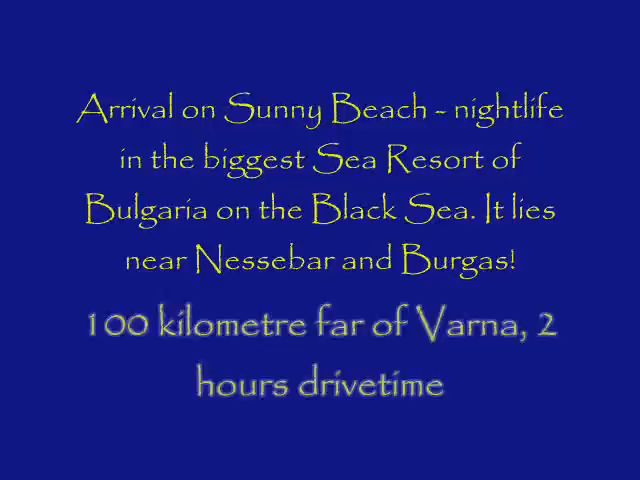 Arrival on Sunny Beach - nightlife
in the biggest Sea Resort of
Bulgaria on the Black Sea. It lies
near Nessebar and Burgas!
100 kilometre far of Varna, 2
hours drivetime